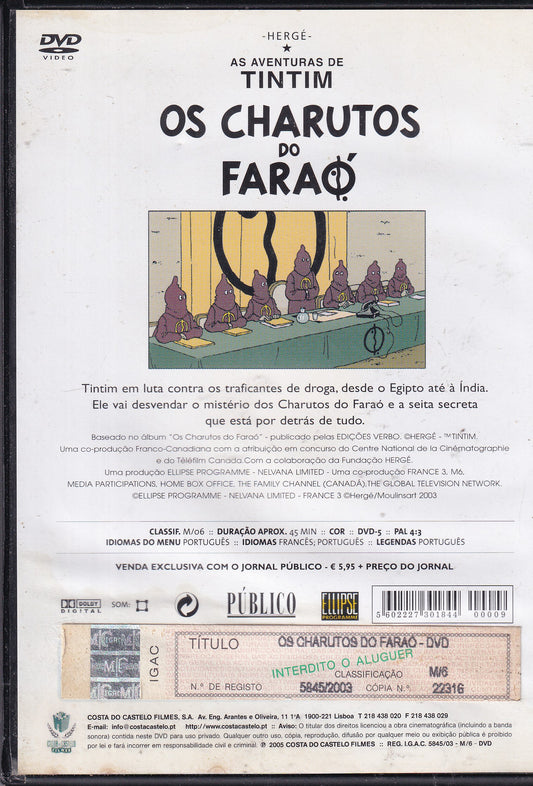 DVD
VIDEO
-HERGÉ-
AS AVENTURAS DE
TINTIM
OS CHARUTOS
DO
FARAÓ
Tintim em luta contra os traficantes de droga, desde o Egipto até à Índia.
Ele vai desvendar o mistério dos Charutos do Faraó e a seita secreta
que está por detrás de tudo.
Baseado no álbum "Os Charutos do Faraó" - publicado pelas EDIÇÕES VERBO. ©HERGÉ - ™TINTIM.
Uma co-produção Franco-Canadiana com a atribuição em concurso do Centre National de la Cinématographie
e do Téléfilm Canada.Com a colaboração da Fundação HERGÉ.
Uma produção ELLIPSE PROGRAMME - NELVANA LIMITED - Uma co-produção FRANCE 3, M6,
MEDIA PARTICIPATIONS, HOME BOX OFFICE, THE FAMILY CHANNEL (CANADÁ),THE GLOBAL TELEVISION NETWORK.
©ELLIPSE PROGRAMME - NELVANA LIMITED - FRANCE 3 ©Hergé/Moulinsart 2003
CLASSIF. M/06 :: DURAÇÃO APROX. 45 MIN :: COR :: DVD-5 :: PAL 4:3
IDIOMAS DO MENU PORTUGUÊS :: IDIOMAS FRANCÊS; PORTUGUÊS :: LEGENDAS PORTUGUÊS
VENDA EXCLUSIVA COM O JORNAL PÚBLICO - € 5,95 + PREÇO DO JORNAL
DOLBY
DIGITAL
SOM:
PÚBLICO
ELLIPSE
PROGRAMME
5 602227 301844 00009
IGAC
TÍTULO OS CHARUTOS DO FARAÓ - DVD
INTERDITO O ALUGUER
CLASSIFICAÇÃO M/6
N.º DE REGISTO 5845/2003 CÓPIA N.º 22316
COSTA DO CASTELO FILMES, S.A. Av. Eng. Arantes e Oliveira, 11 1ºA 1900-221 Lisboa T 218 438 020 F 218 438 029
E-mail: info@costacastelo.pt :: http://www.costacastelo.pt :: Aviso: O titular dos direitos licenciou a obra cinematográfica (incluindo a banda
sonora) contida neste DVD para uso privado. Qualquer outro uso, cópia, reprodução, difusão por qualquer meio ou exibição pública é proibido
por lei e fará incorrer em responsabilidade civil e criminal. ℗ 2005 COSTA DO CASTELO FILMES :: REG. I.G.A.C. 5845/03 - M/6 - DVD